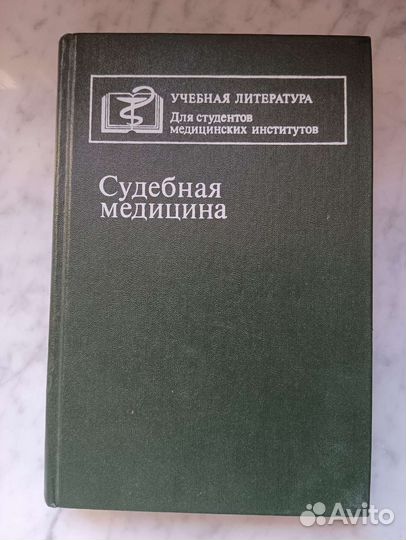 УЧЕБНАЯ ЛИТЕРАТУРА
Для студентов
медицинских институтов
Судебная
медицина
Avito